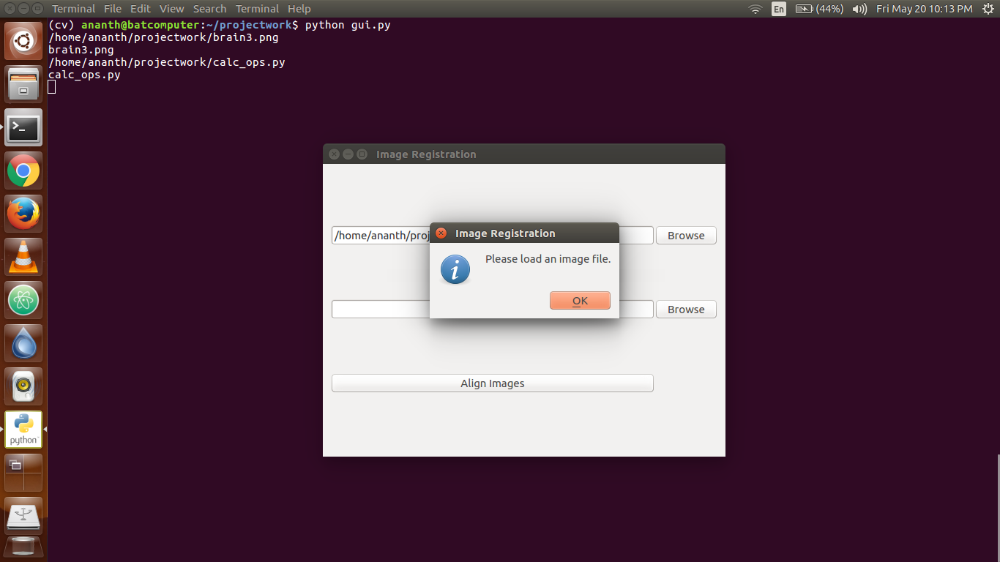 Terminal File Edit View Search Terminal Help
En (44%) Fri May 20 10:13 PM
(cv) ananth@batcomputer:~/projectwork$ python gui.py
/home/ananth/projectwork/brain3.png
brain3.png
/home/ananth/projectwork/calc_ops.py
calc_ops.py
Image Registration
/home/ananth/proj
Browse
Image Registration
Please load an image file.
OK
Browse
Align Images
python